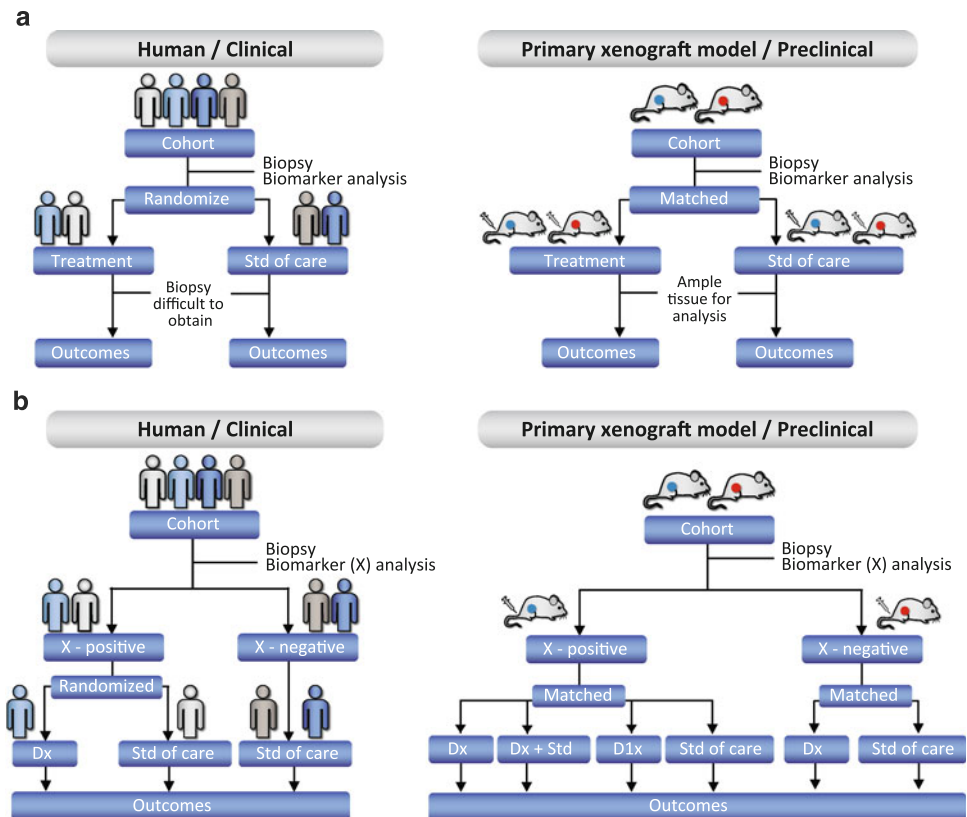 a
Human / Clinical
Cohort
Biopsy
Biomarker analysis
Randomize
Treatment
Std of care
Biopsy
difficult to
obtain
Outcomes
Outcomes
Primary xenograft model / Preclinical
Cohort
Biopsy
Biomarker analysis
Matched
Treatment
Std of care
Ample
tissue for
analysis
Outcomes
Outcomes
b
Human / Clinical
Cohort
Biopsy
Biomarker (X) analysis
X - positive
X - negative
Randomized
Dx
Std of care
Std of care
Outcomes
Primary xenograft model / Preclinical
Cohort
Biopsy
Biomarker (X) analysis
X - positive
X - negative
Matched
Matched
Dx
Dx + Std
D1x
Std of care
Dx
Std of care
Outcomes